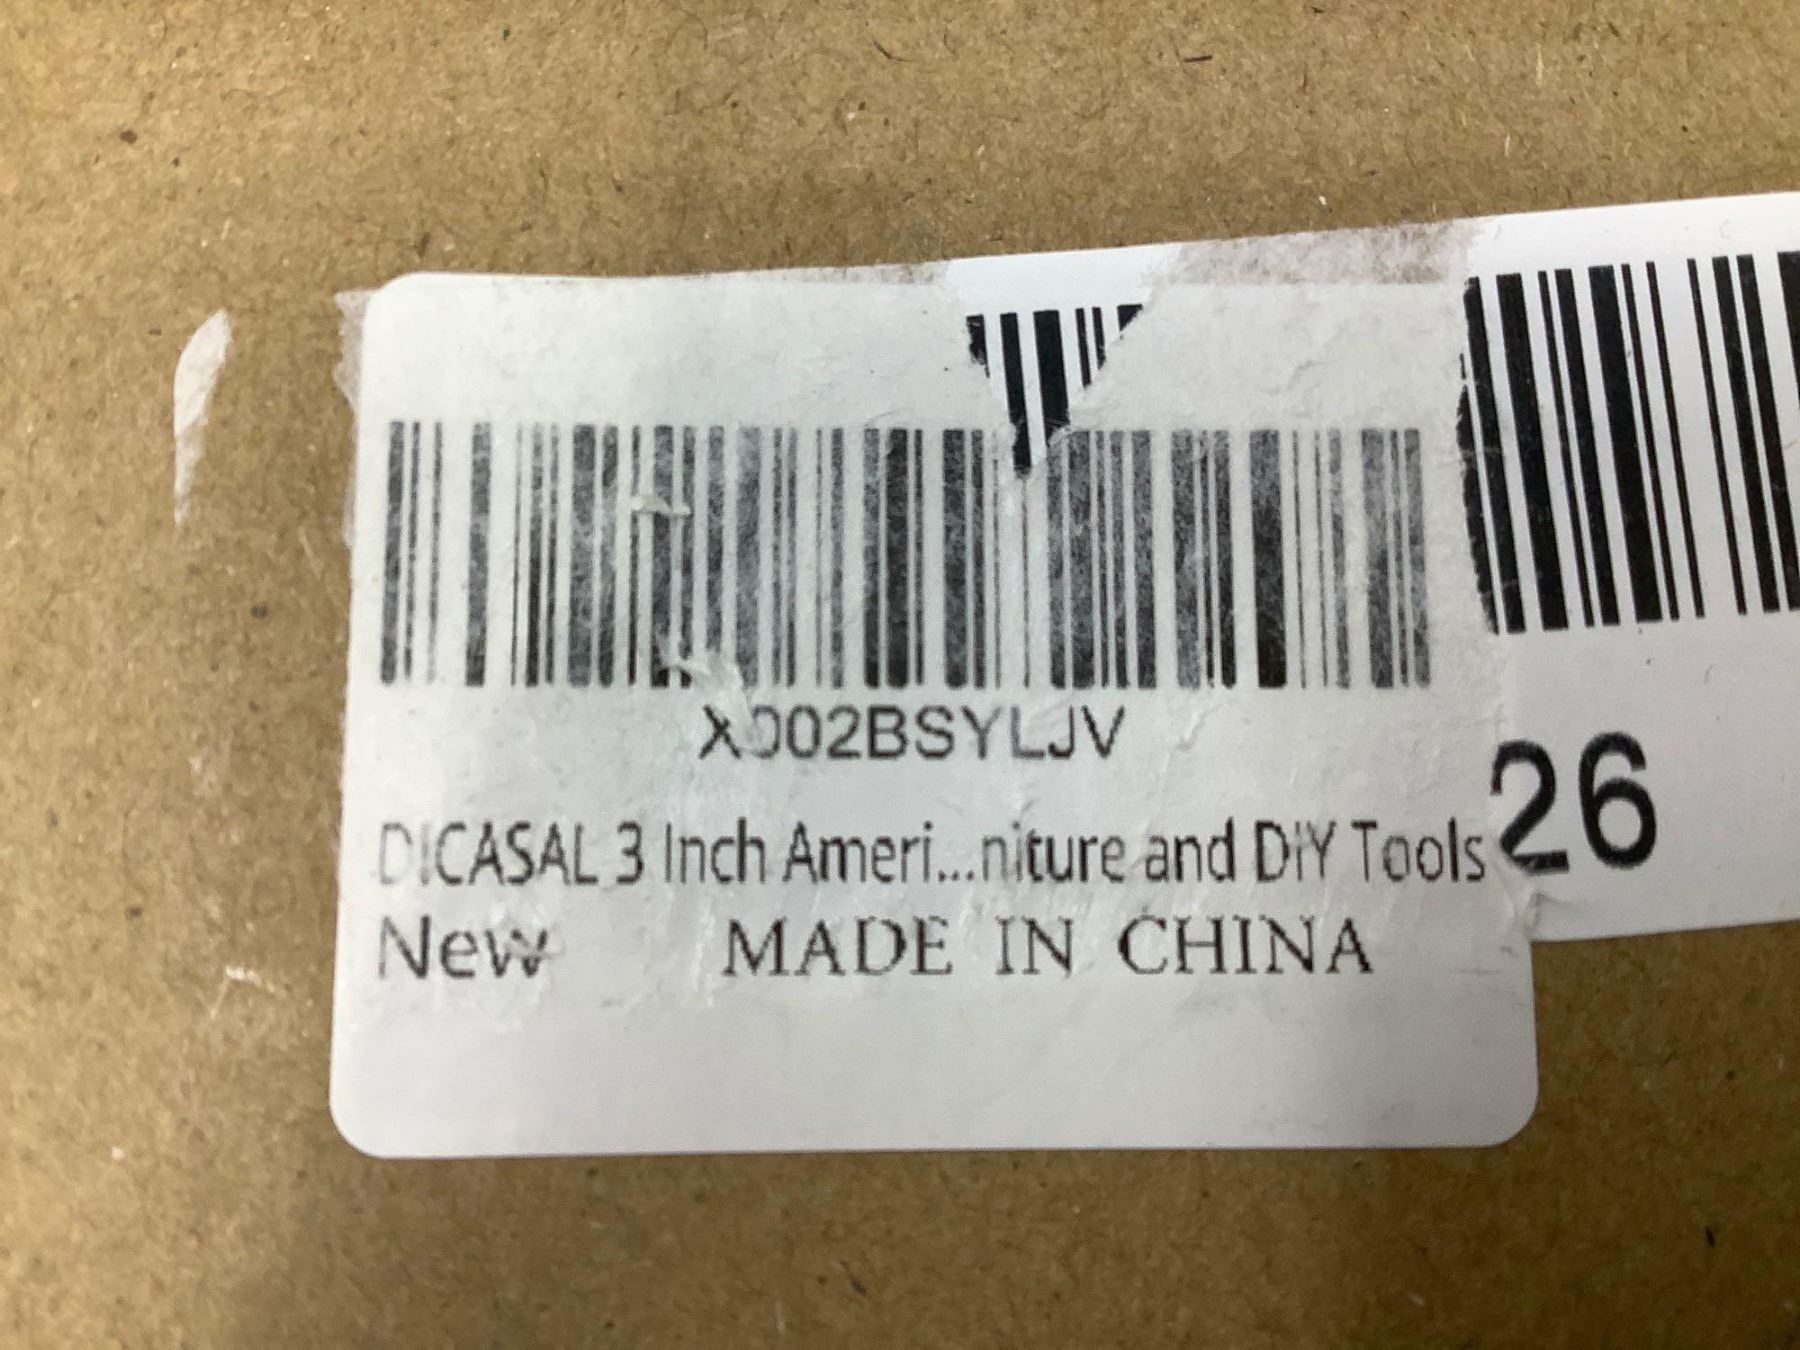 X002BSYLJV
26
DICASAL 3 Inch Ameri...niture and DIY Tools
New MADE IN CHINA